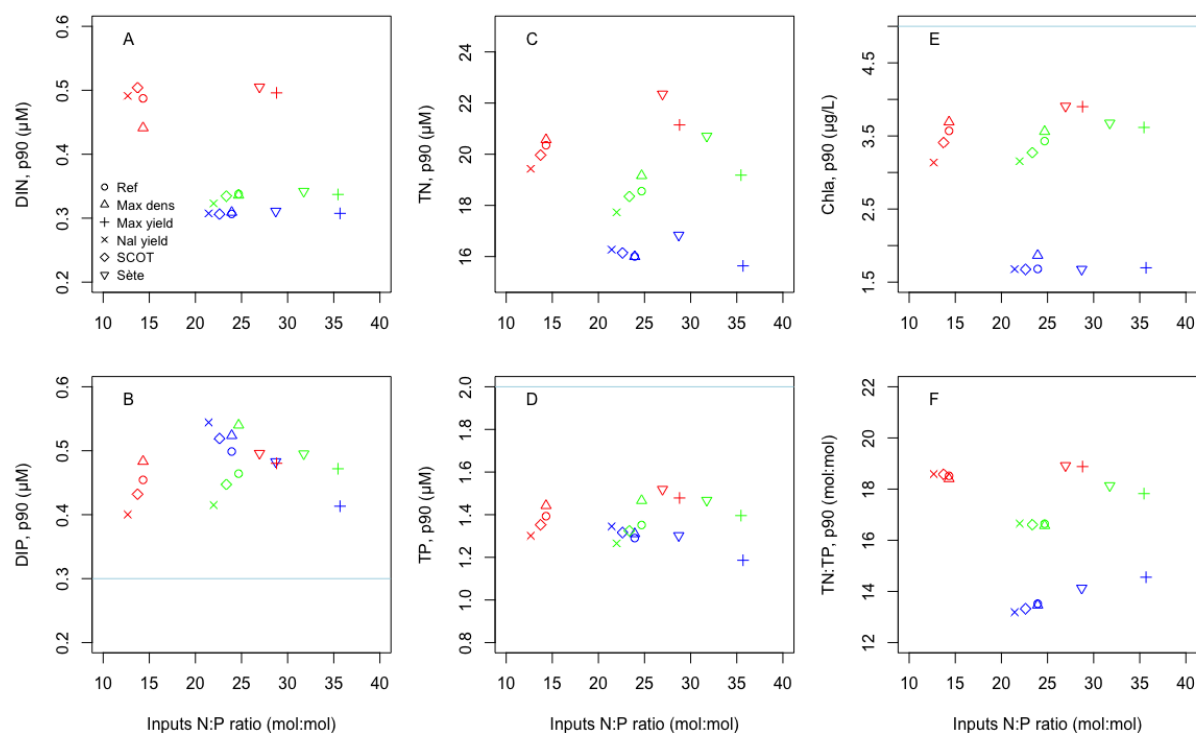 A
DIN, p90 (µM)
0.6
0.5
0.4
0.3
0.2
Ref
Max dens
Max yield
Nal yield
SCOT
Sète
10 15 20 25 30 35 40
C
TN, p90 (µM)
24
22
20
18
16
10 15 20 25 30 35 40
E
Chla, p90 (µg/L)
4.5
3.5
2.5
1.5
10 15 20 25 30 35 40
B
DIP, p90 (µM)
0.6
0.5
0.4
0.3
0.2
10 15 20 25 30 35 40
Inputs N:P ratio (mol:mol)
D
TP, p90 (µM)
2.0
1.8
1.6
1.4
1.2
1.0
0.8
10 15 20 25 30 35 40
Inputs N:P ratio (mol:mol)
F
TN:TP, p90 (mol:mol)
22
20
18
16
14
12
10 15 20 25 30 35 40
Inputs N:P ratio (mol:mol)